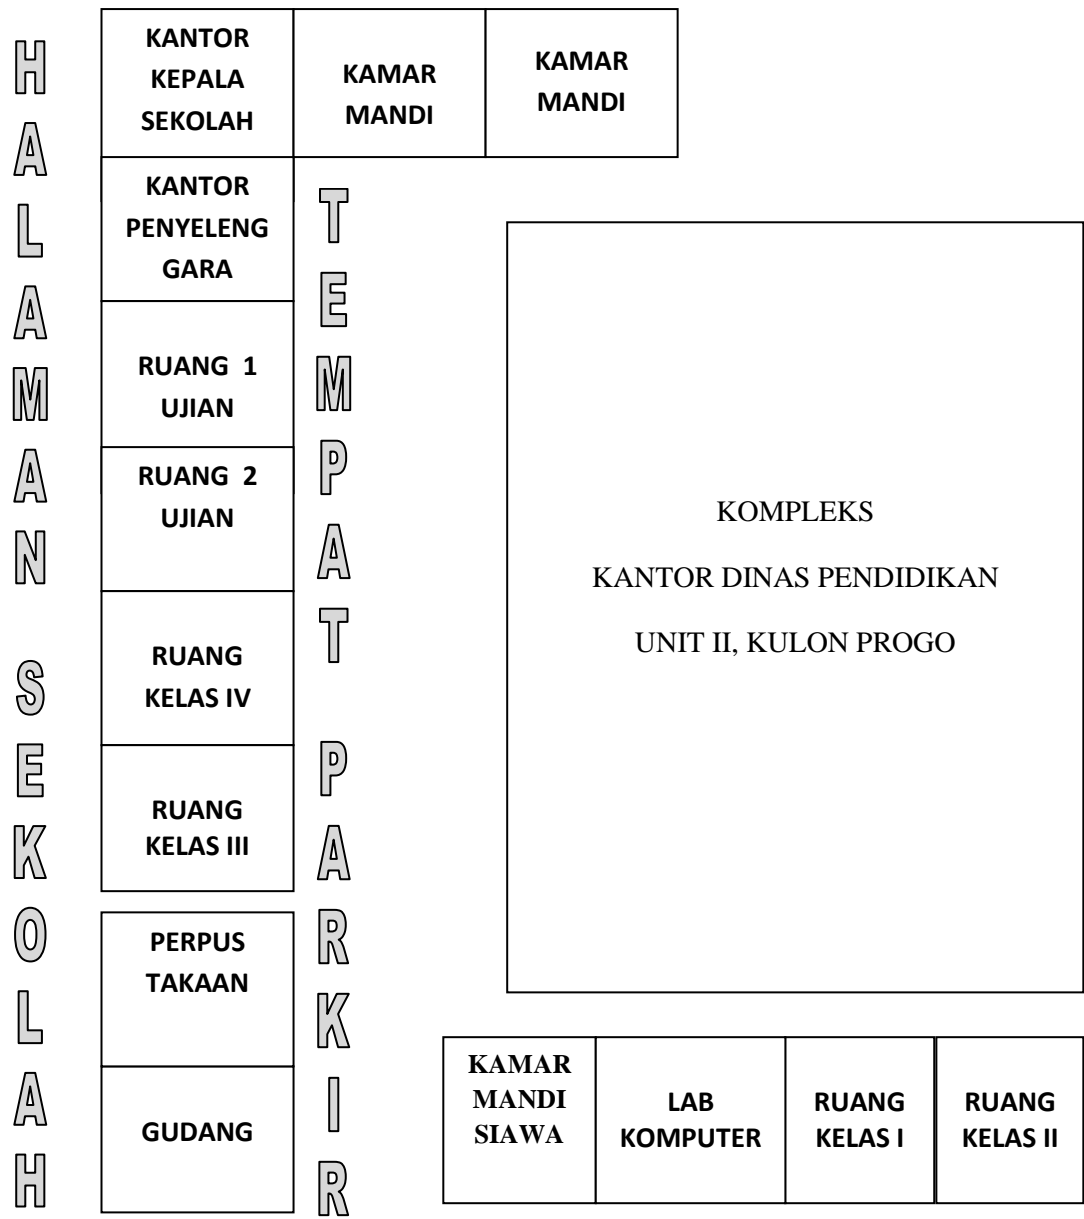 HALAMAN SEKOLAH
KANTOR
KEPALA
SEKOLAH
KAMAR
MANDI
KAMAR
MANDI
KANTOR
PENYELENG
GARA
TEMPAT PARKIR
RUANG 1
UJIAN
RUANG 2
UJIAN
RUANG
KELAS IV
RUANG
KELAS III
PERPUS
TAKAAN
GUDANG
KOMPLEKS
KANTOR DINAS PENDIDIKAN
UNIT II, KULON PROGO
KAMAR
MANDI
SIAWA
LAB
KOMPUTER
RUANG
KELAS I
RUANG
KELAS II